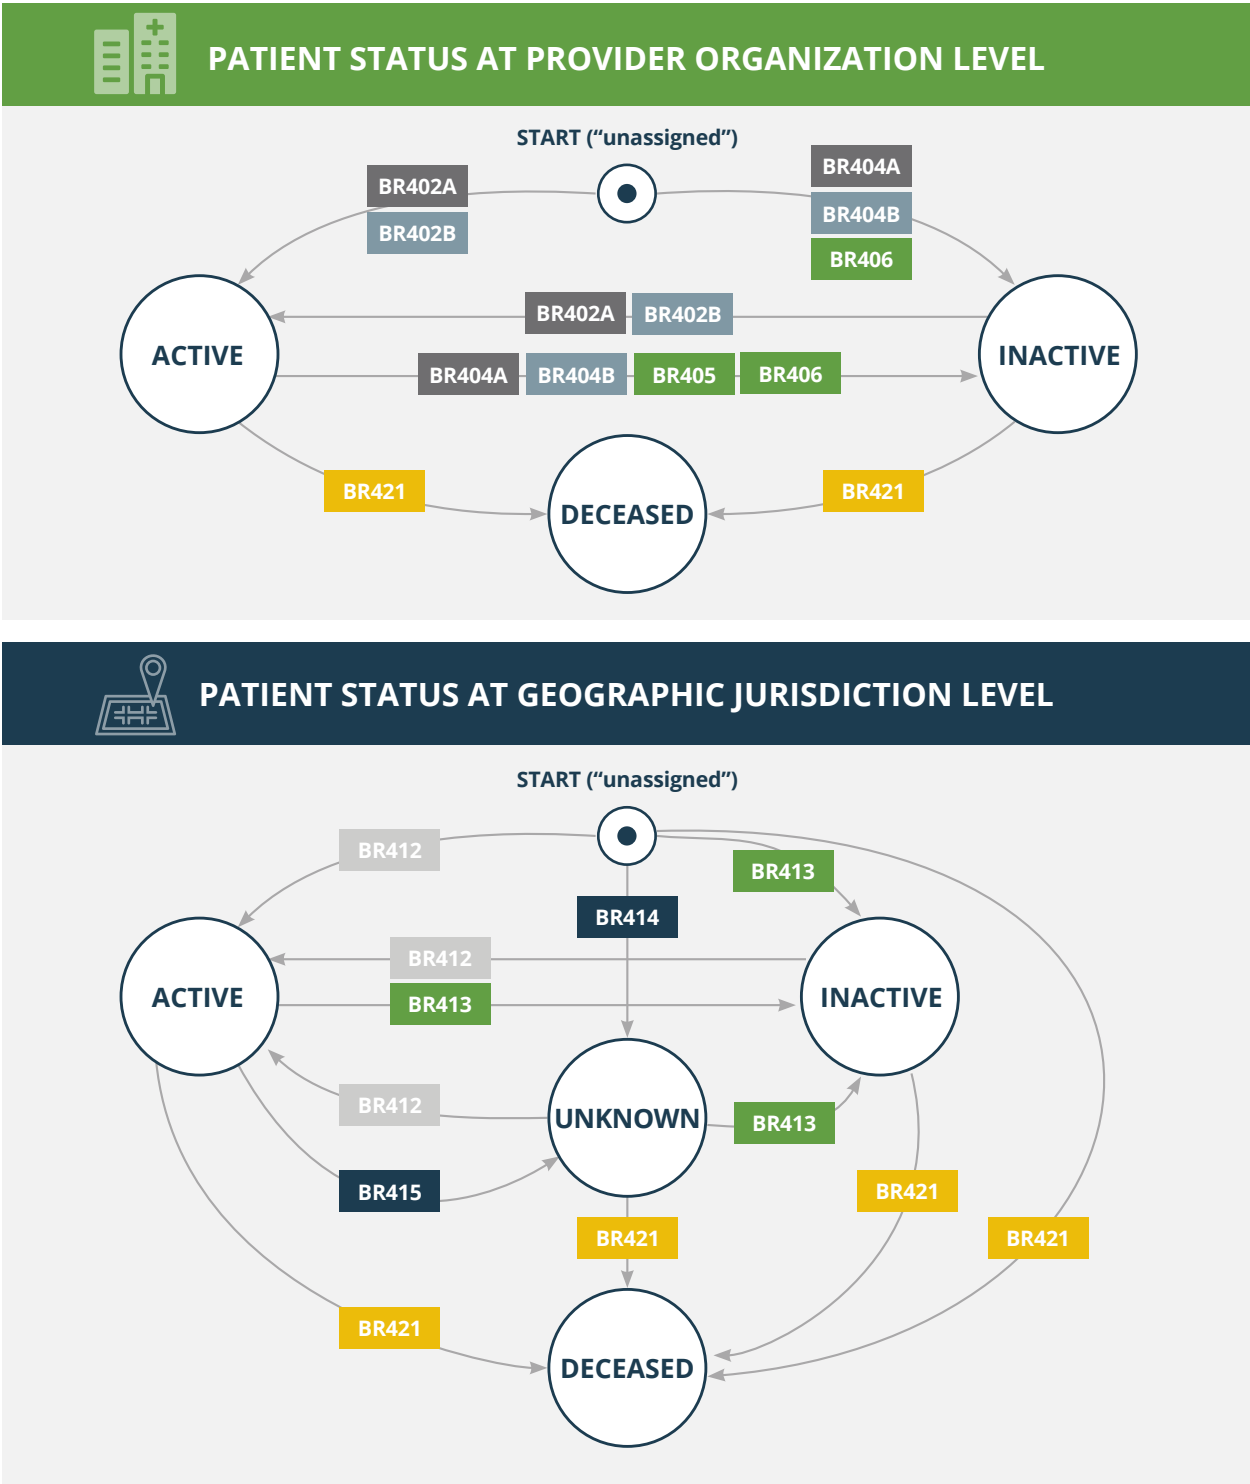 PATIENT STATUS AT PROVIDER ORGANIZATION LEVEL
START (“unassigned”)
BR402A
BR402B
BR404A
BR404B
BR406
BR402A BR402B
ACTIVE
INACTIVE
BR404A BR404B BR405 BR406
BR421
BR421
DECEASED
PATIENT STATUS AT GEOGRAPHIC JURISDICTION LEVEL
START (“unassigned”)
BR412
BR413
BR414
BR412
ACTIVE
INACTIVE
BR413
BR412
UNKNOWN
BR413
BR415
BR421
BR421
BR421
BR421
DECEASED